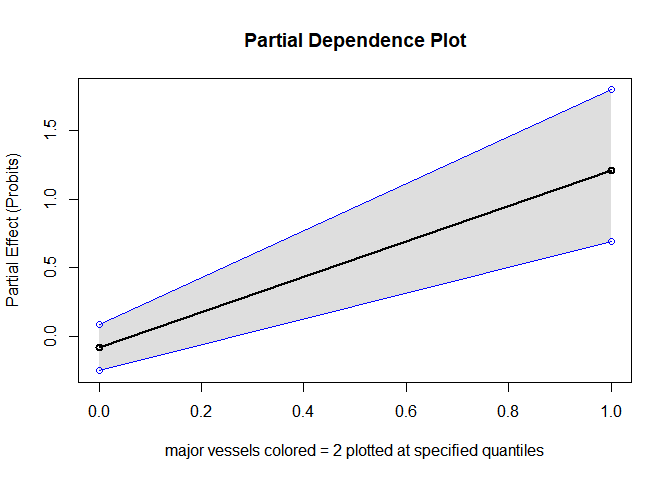 Partial Dependence Plot
Partial Effect (Probits)
1.5
1.0
0.5
0.0
0.0 0.2 0.4 0.6 0.8 1.0
major vessels colored = 2 plotted at specified quantiles